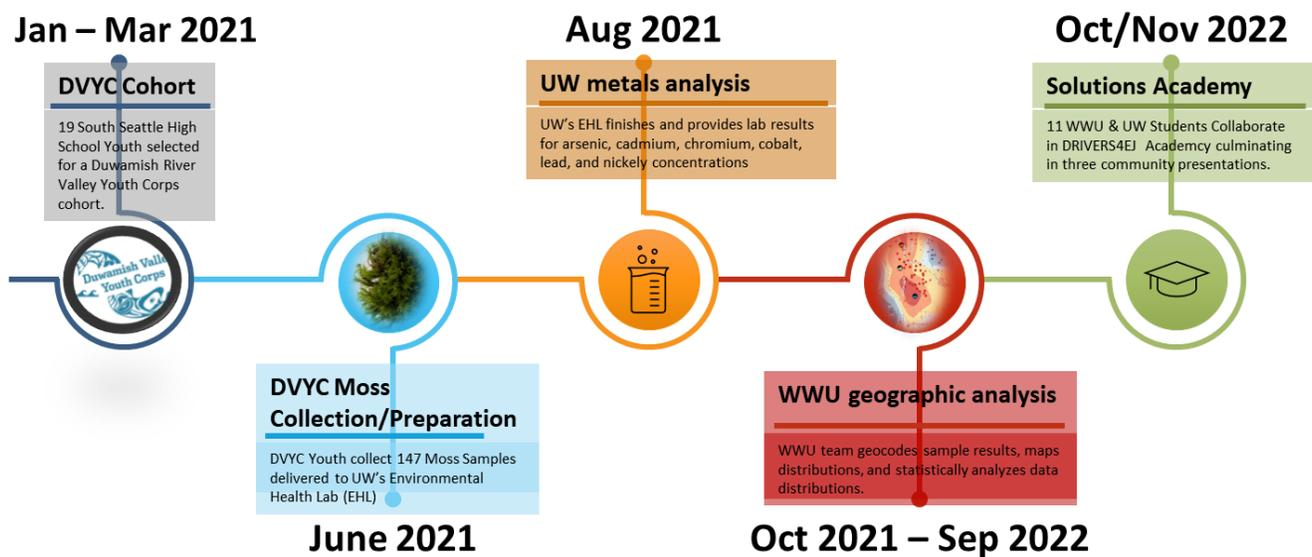 Jan – Mar 2021
DVYC Cohort
19 South Seattle High
School Youth selected
for a Duwamish River
Valley Youth Corps
cohort.
Duwamish Valle
Youth Corps
DVYC Moss
Collection/Preparation
DVYC Youth collect 147 Moss Samples
delivered to UW's Environmental
Health Lab (EHL)
June 2021
Aug 2021
UW metals analysis
UW's EHL finishes and provides lab results
for arsenic, cadmium, chromium, cobalt,
lead, and nickely concentrations
WWU geographic analysis
WWU team geocodes sample results, maps
distributions, and statistically analyzes data
distributions.
Oct 2021 – Sep 2022
Oct/Nov 2022
Solutions Academy
11 WWU & UW Students Collaborate
in DRIVERS4EJ Academcy culminating
in three community presentations.